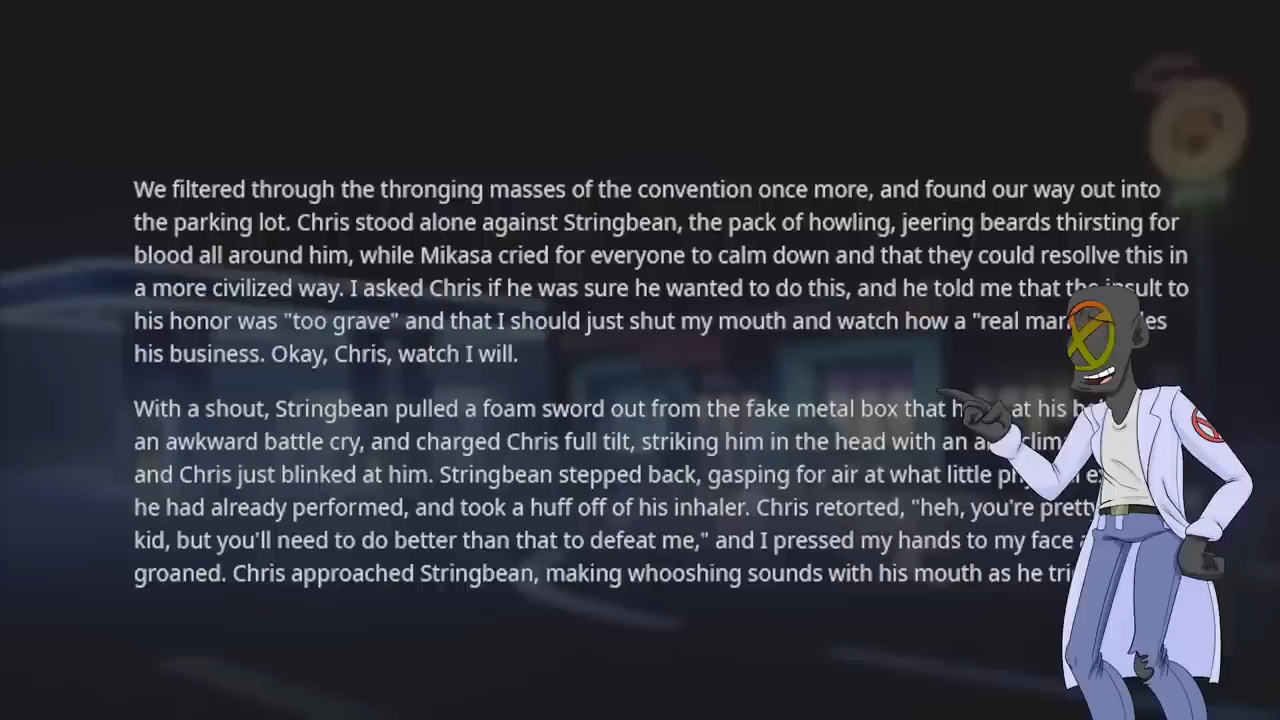 We filtered through the thronging masses of the convention once more, and found our way out into
the parking lot. Chris stood alone against Stringbean, the pack of howling, jeering beards thirsting for
blood all around him, while Mikasa cried for everyone to calm down and that they could resollve this in
a more civilized way. I asked Chris if he was sure he wanted to do this, and he told me that the insult to
his honor was "too grave" and that I should just shut my mouth and watch how a "real
his business. Okay, Chris, watch I will.
With a shout, Stringbean pulled a foam sword out from the fake metal box that at his
an awkward battle cry, and charged Chris full tilt, striking him in the head with an
and Chris just blinked at him. Stringbean stepped back, gasping for air at what little
he had already performed, and took a huff off of his inhaler. Chris retorted, "heh, you're pretty
kid, but you'll need to do better than that to defeat me," and I pressed my hands to my face
groaned. Chris approached Stringbean, making whooshing sounds with his mouth as he